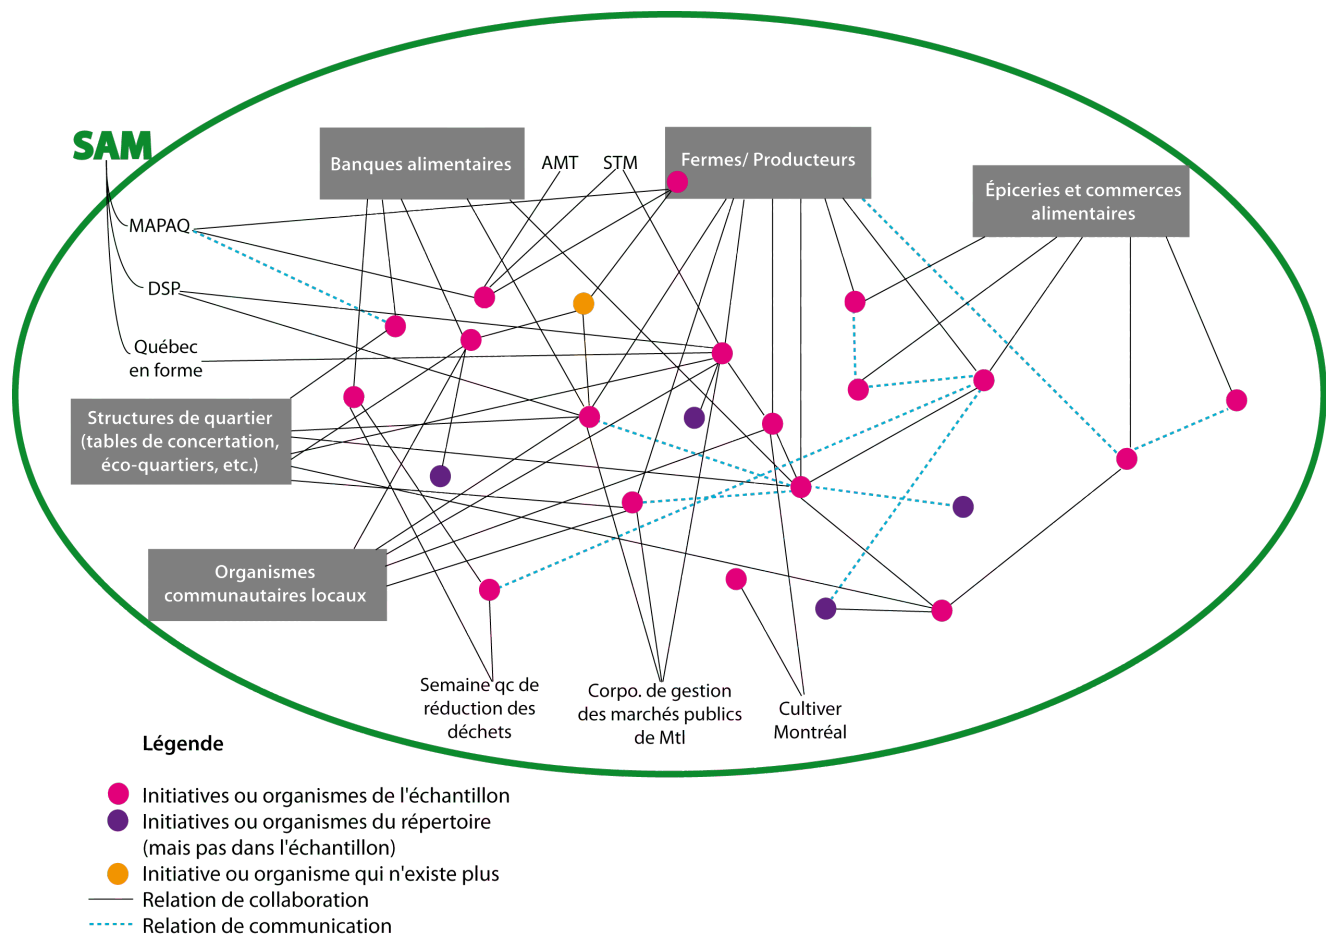 SAM
Banques alimentaires
AMT
STM
Fermes/ Producteurs
Épiceries et commerces
alimentaires
MAPAQ
DSP
Québec
en forme
Structures de quartier
(tables de concertation,
éco-quartiers, etc.)
Organismes
communautaires locaux
Semaine qc de
réduction des
déchets
Corpo. de gestion
des marchés publics
de Mtl
Cultiver
Montréal
Légende
Initiatives ou organismes de l'échantillon
Initiatives ou organismes du répertoire
(mais pas dans l'échantillon)
Initiative ou organisme qui n'existe plus
Relation de collaboration
Relation de communication